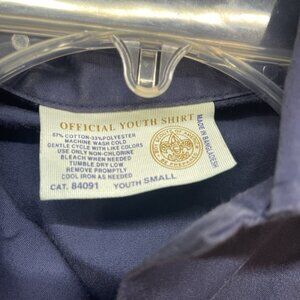 OFFICIAL YOUTH SHIRT
67% COTTON-33% POLYESTER
MACHINE WASH COLD
GENTLE CYCLE WITH LIKE COLORS
USE ONLY NON-CHLORINE
BLEACH WHEN NEEDED
TUMBLE DRY LOW
REMOVE PROMPTLY
COOL IRON AS NEEDED
CAT. 84091 YOUTH SMALL
MADE IN BANGLADESH